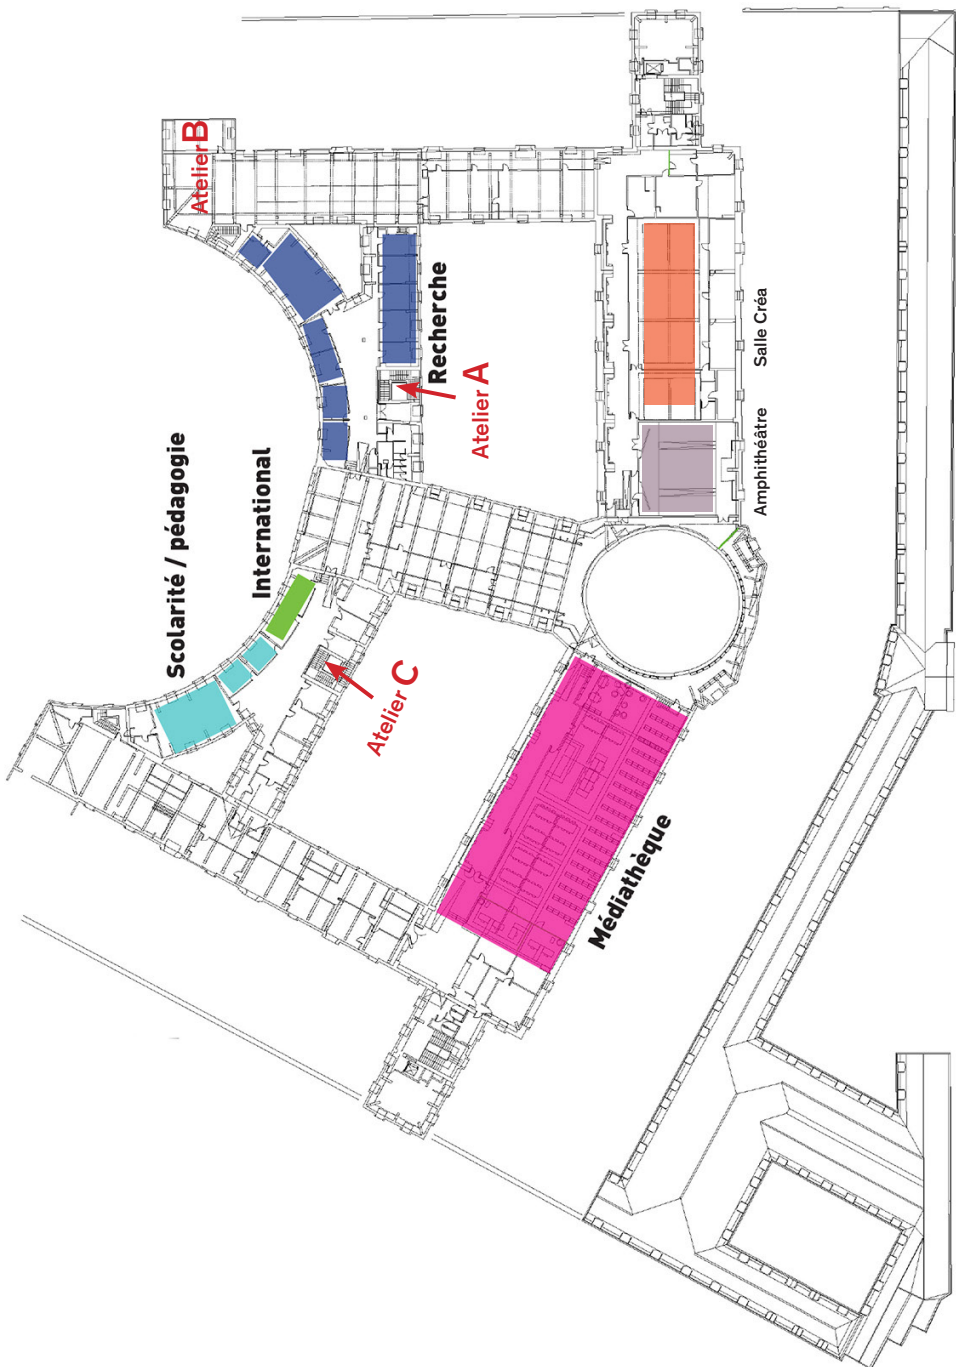 Atelier B
Recherche
Atelier A
Salle Créa
Amphithéâtre
Scolarité / pédagogie
International
Atelier C
Médiathèque